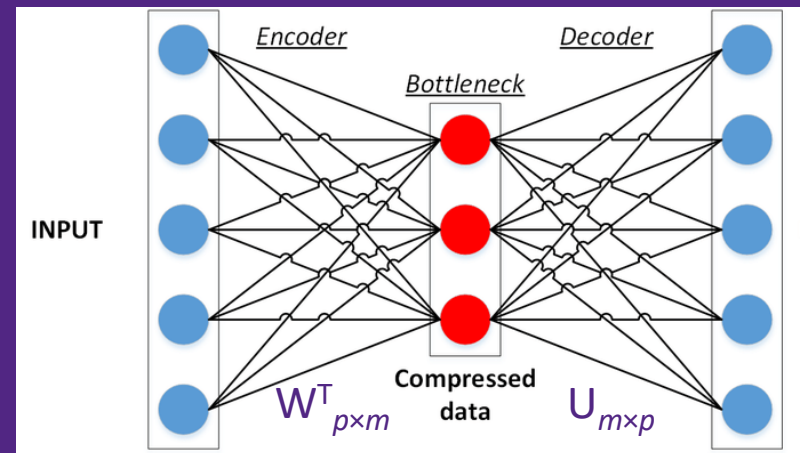 Encoder
Decoder
Bottleneck
INPUT
Compressed
data
Wᵀp×m
Um×p